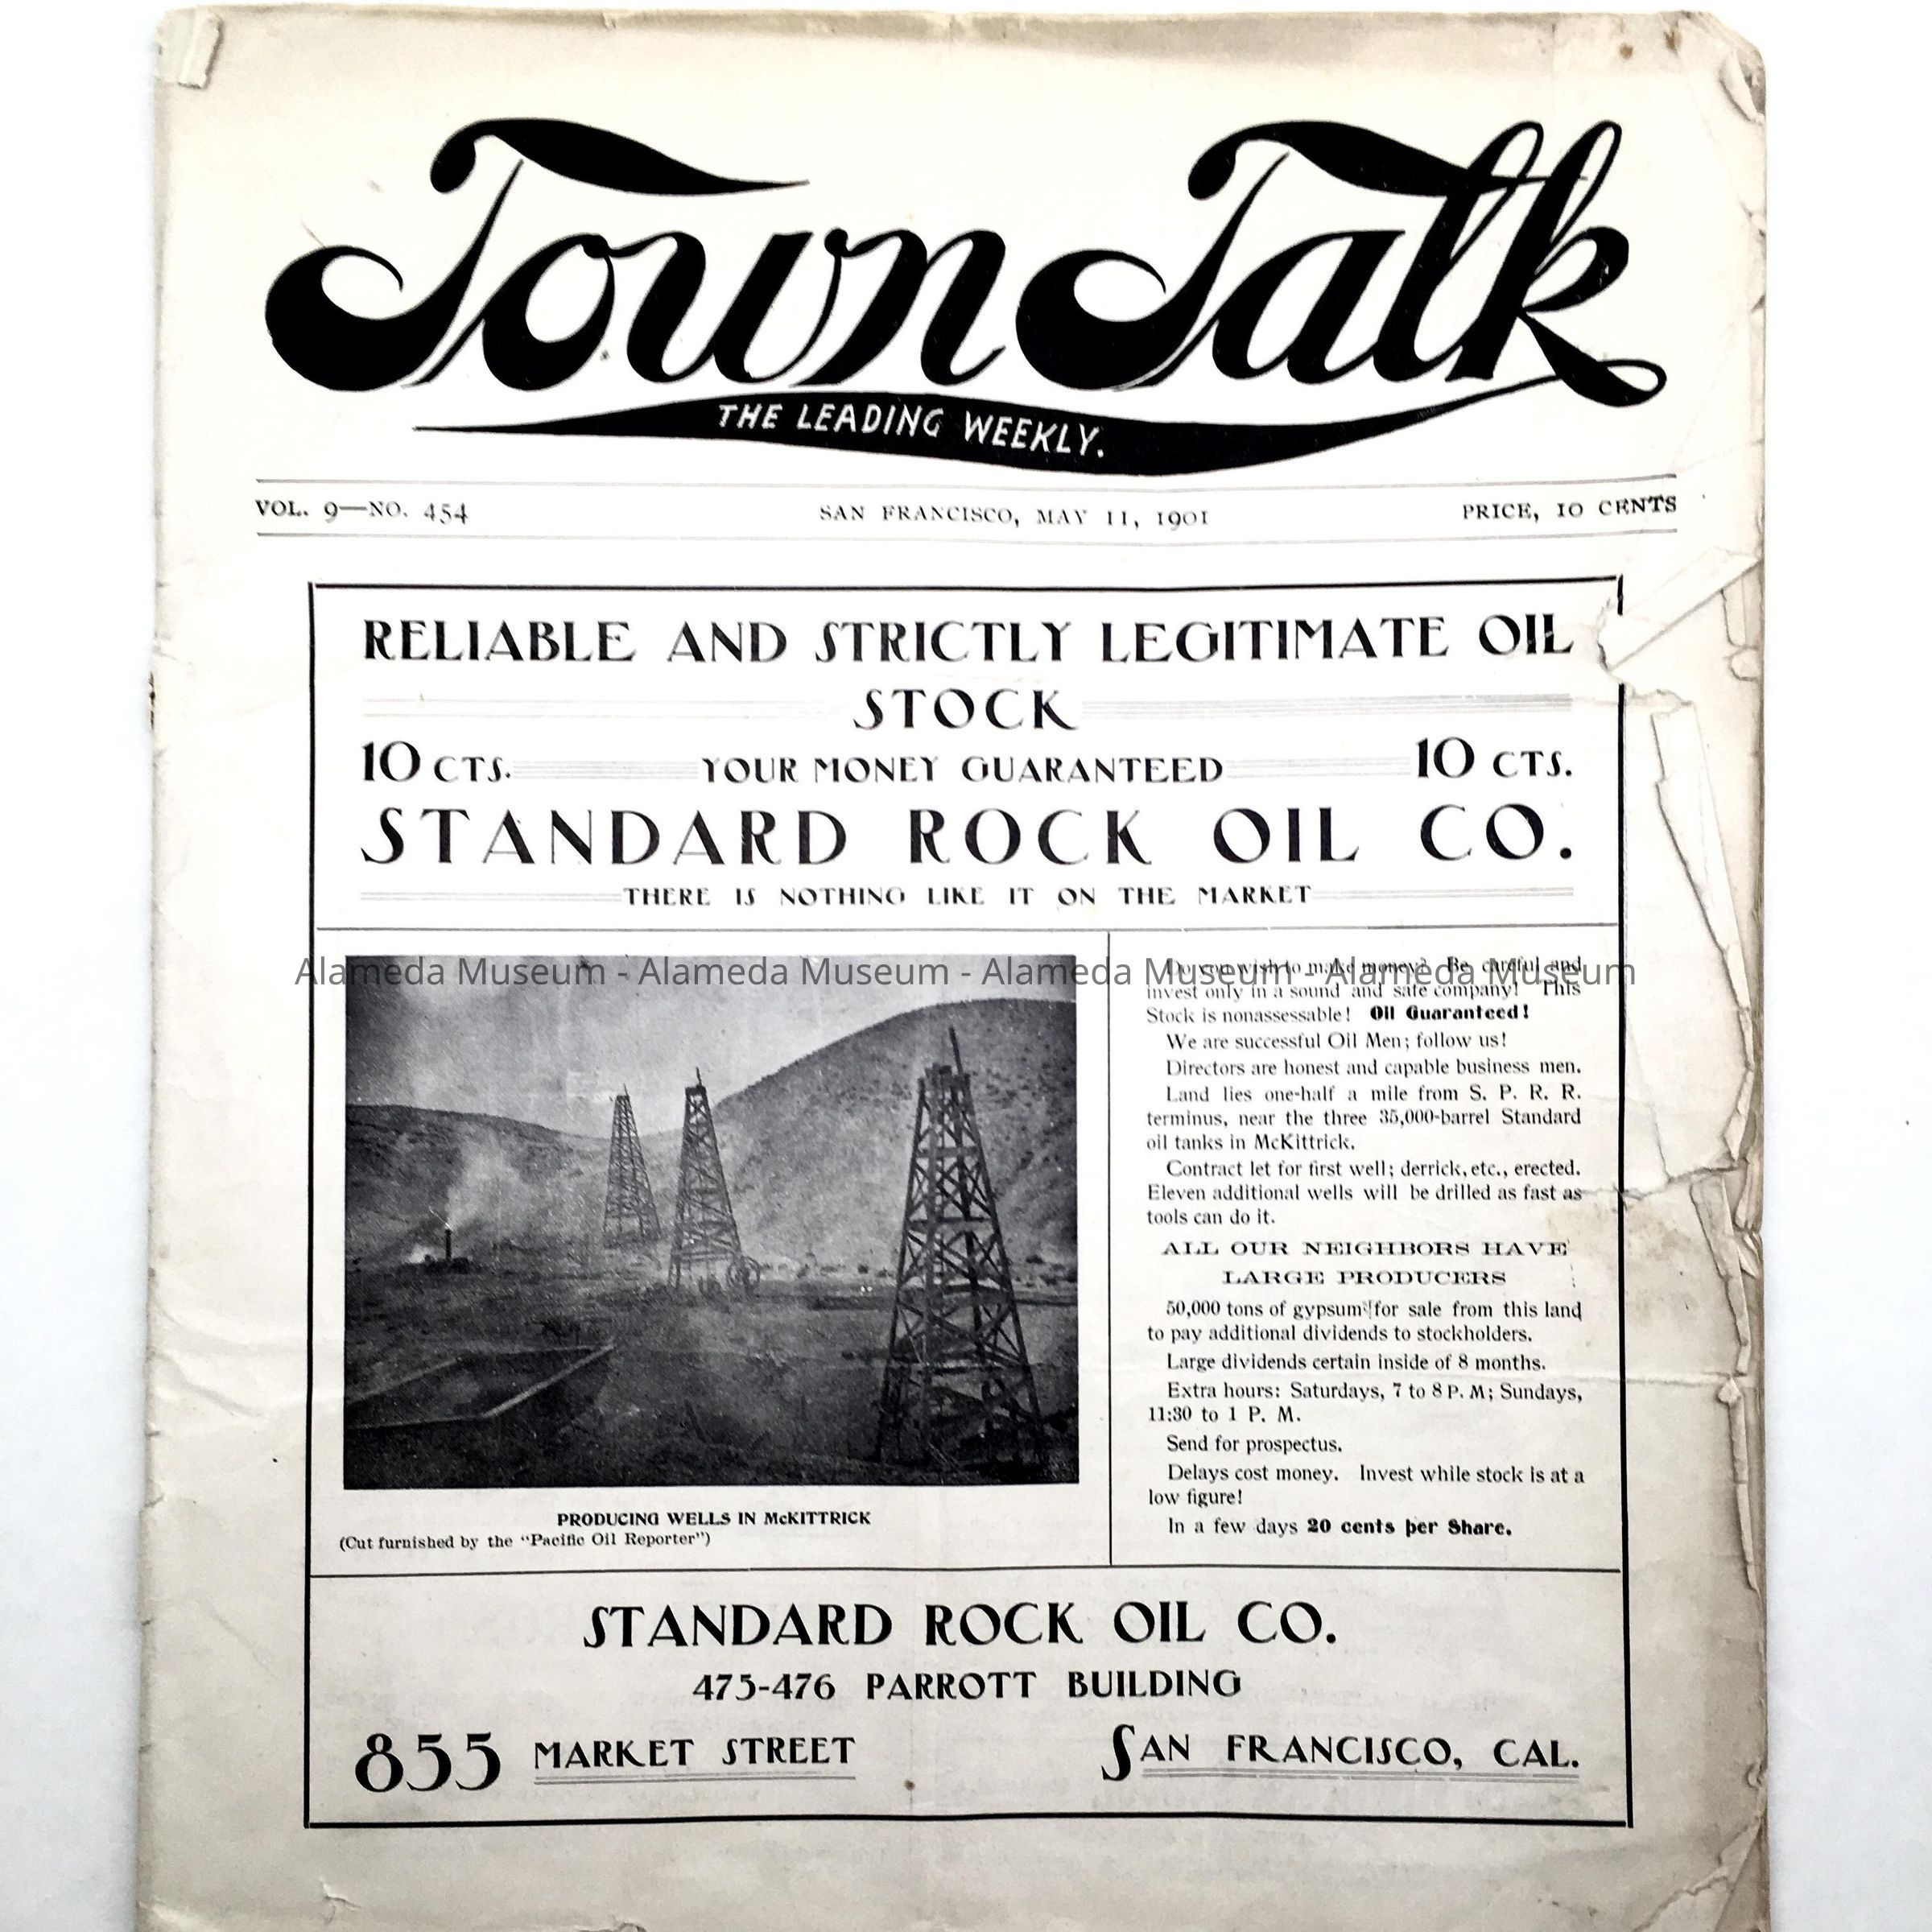 Town Talk
THE LEADING WEEKLY.
VOL. 9—NO. 454 SAN FRANCISCO, MAY 11, 1901 PRICE, 10 CENTS
RELIABLE AND STRICTLY LEGITIMATE OIL
STOCK
10 CTS. YOUR MONEY GUARANTEED 10 CTS.
STANDARD ROCK OIL CO.
THERE IS NOTHING LIKE IT ON THE MARKET
Alameda Museum - Alameda Museum - Alameda Museum - Alameda Museum
PRODUCING WELLS IN McKITTRICK
(Cut furnished by the "Pacific Oil Reporter")
Do you wish to make money? Be careful and
invest only in a sound and safe company! This
Stock is nonassessable! Oil Guaranteed!
We are successful Oil Men; follow us!
Directors are honest and capable business men.
Land lies one-half a mile from S. P. R. R.
terminus, near the three 35,000-barrel Standard
oil tanks in McKittrick.
Contract let for first well; derrick, etc., erected.
Eleven additional wells will be drilled as fast as
tools can do it.
ALL OUR NEIGHBORS HAVE
LARGE PRODUCERS
50,000 tons of gypsum for sale from this land
to pay additional dividends to stockholders.
Large dividends certain inside of 8 months.
Extra hours: Saturdays, 7 to 8 P. M; Sundays,
11:30 to 1 P. M.
Send for prospectus.
Delays cost money. Invest while stock is at a
low figure!
In a few days 20 cents per Share.
STANDARD ROCK OIL CO.
475-476 PARROTT BUILDING
855 MARKET STREET SAN FRANCISCO, CAL.